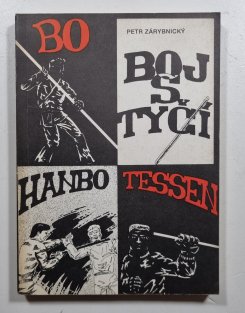 BO
PETR ZÁRYBNICKÝ
BOJ
S
TYČÍ
HANBO
TESSEN